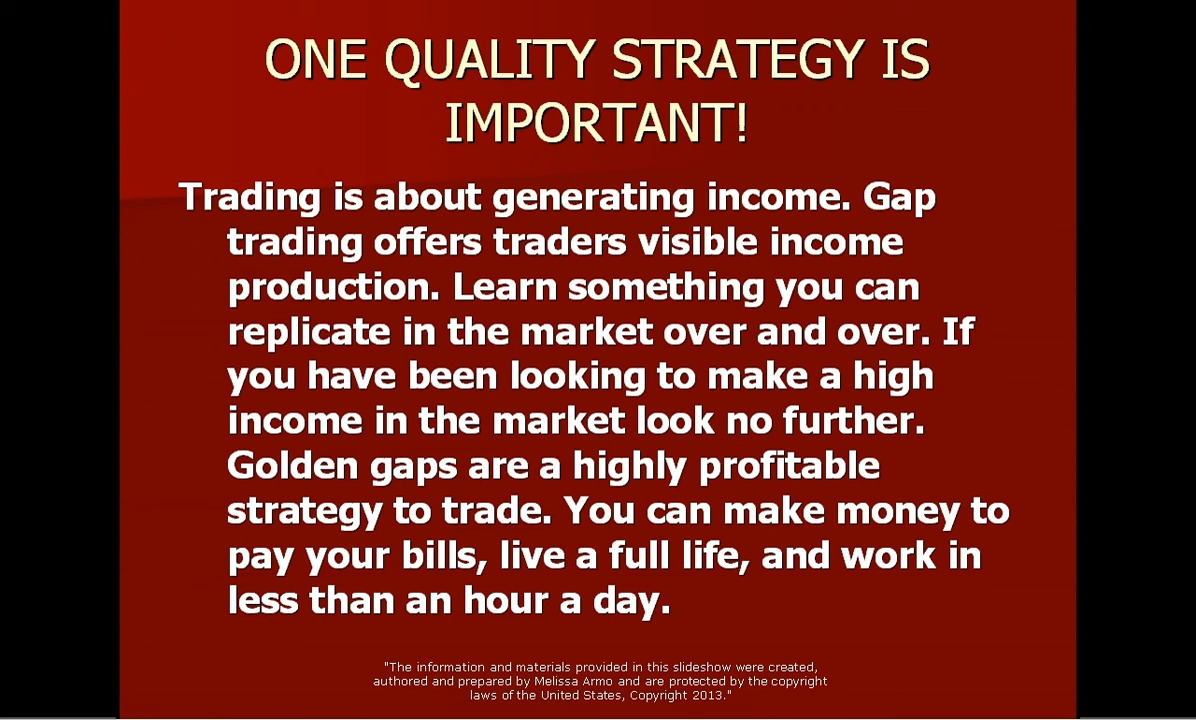 ONE QUALITY STRATEGY IS
IMPORTANT!
Trading is about generating income. Gap
trading offers traders visible income
production. Learn something you can
replicate in the market over and over. If
you have been looking to make a high
income in the market look no further.
Golden gaps are a highly profitable
strategy to trade. You can make money to
pay your bills, live a full life, and work in
less than an hour a day.
"The information and materials provided in this slideshow were created,
authored and prepared by Melissa Armo and are protected by the copyright
laws of the United States, Copyright 2013."